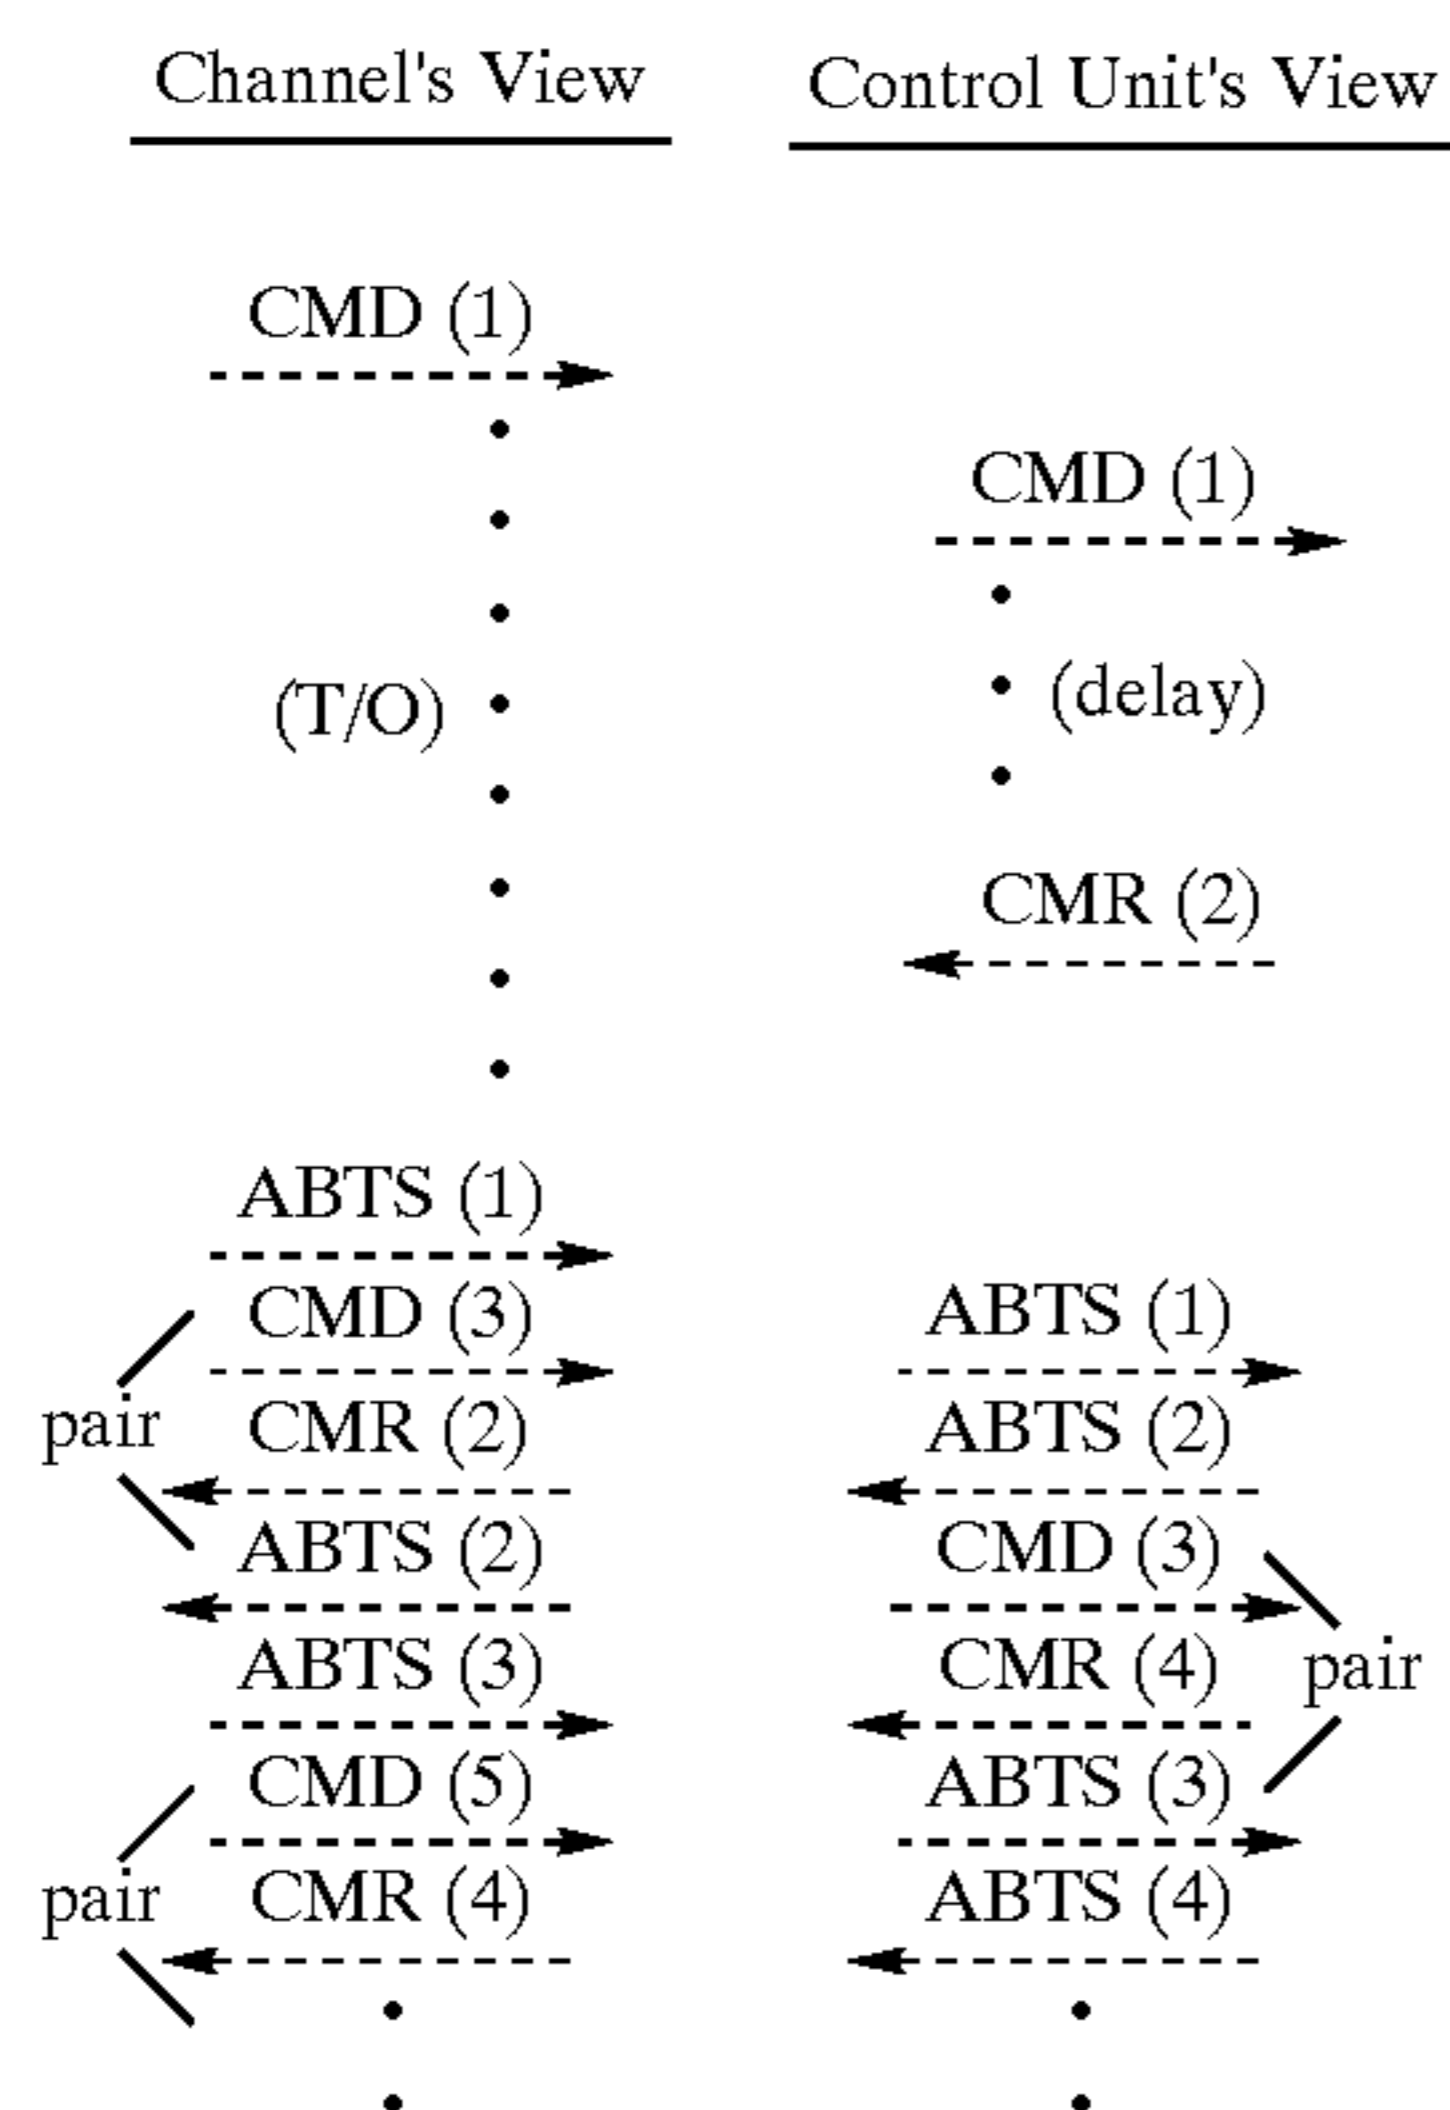 Channel's View
Control Unit's View
CMD (1)
CMD (1)
(T/O)
(delay)
CMR (2)
ABTS (1)
CMD (3)
pair
CMR (2)
ABTS (2)
ABTS (3)
CMD (5)
pair
CMR (4)
ABTS (1)
ABTS (2)
CMD (3)
CMR (4)
pair
ABTS (3)
ABTS (4)